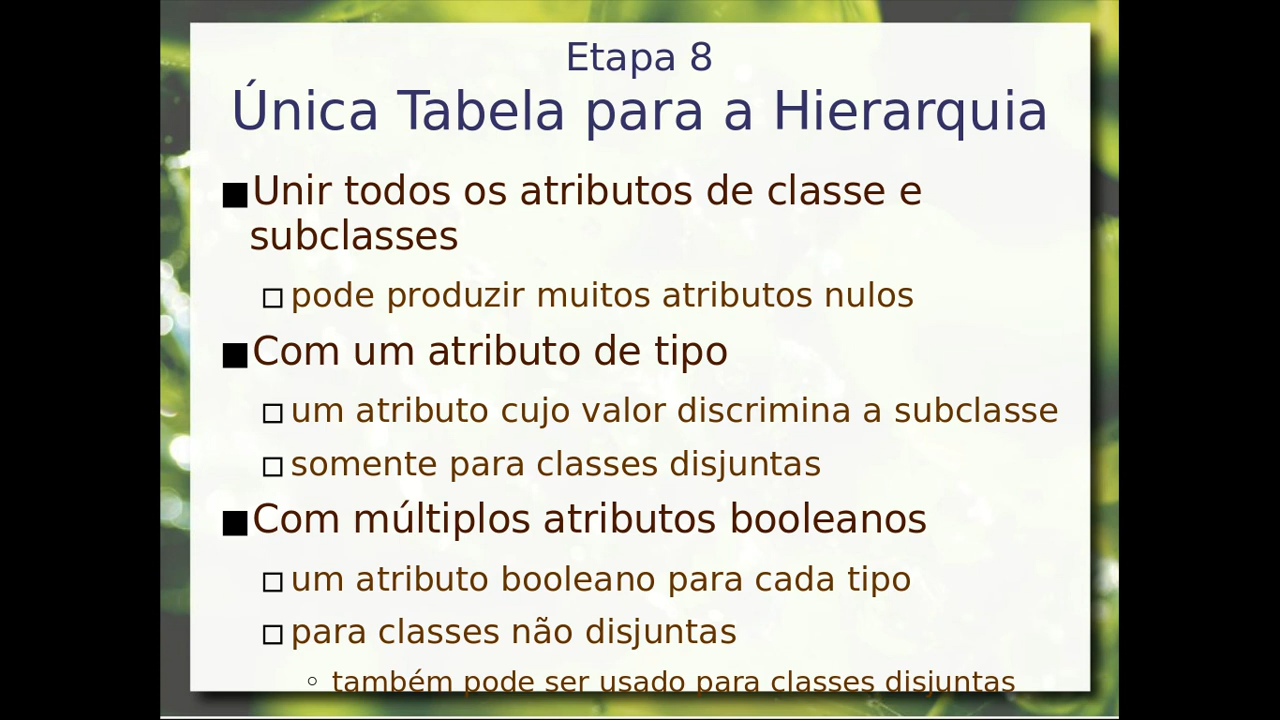 Etapa 8
Única Tabela para a Hierarquia
■Unir todos os atributos de classe e
subclasses
□pode produzir muitos atributos nulos
■Com um atributo de tipo
□um atributo cujo valor discrimina a subclasse
□somente para classes disjuntas
■Com múltiplos atributos booleanos
□um atributo booleano para cada tipo
□para classes não disjuntas
◦ também pode ser usado para classes disjuntas